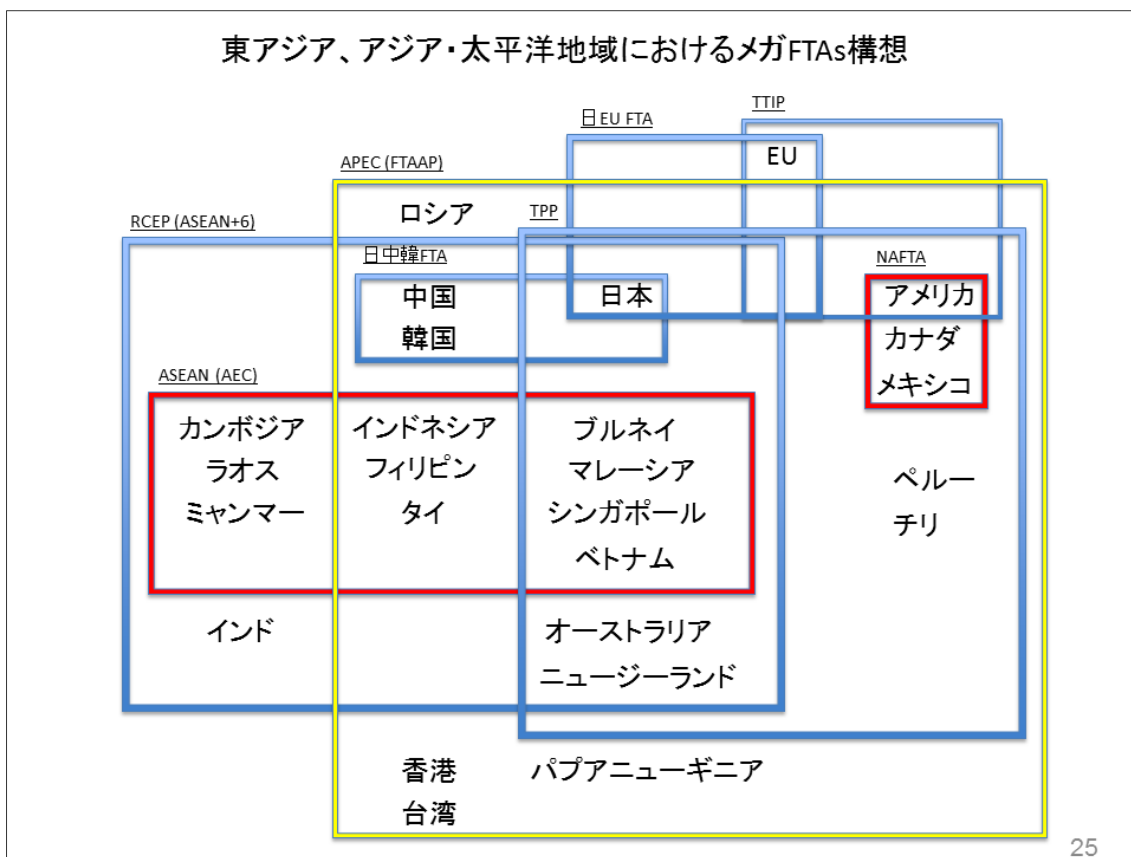 東アジア、アジア・太平洋地域におけるメガFTAs構想
TTIP
日EU FTA
EU
APEC (FTAAP)
ロシア
TPP
RCEP (ASEAN+6)
日中韓FTA
NAFTA
中国
日本
アメリカ
韓国
カナダ
メキシコ
ASEAN (AEC)
カンボジア
インドネシア
ブルネイ
ラオス
フィリピン
マレーシア
ペルー
ミャンマー
タイ
シンガポール
チリ
ベトナム
インド
オーストラリア
ニュージーランド
香港
パプアニューギニア
台湾
25